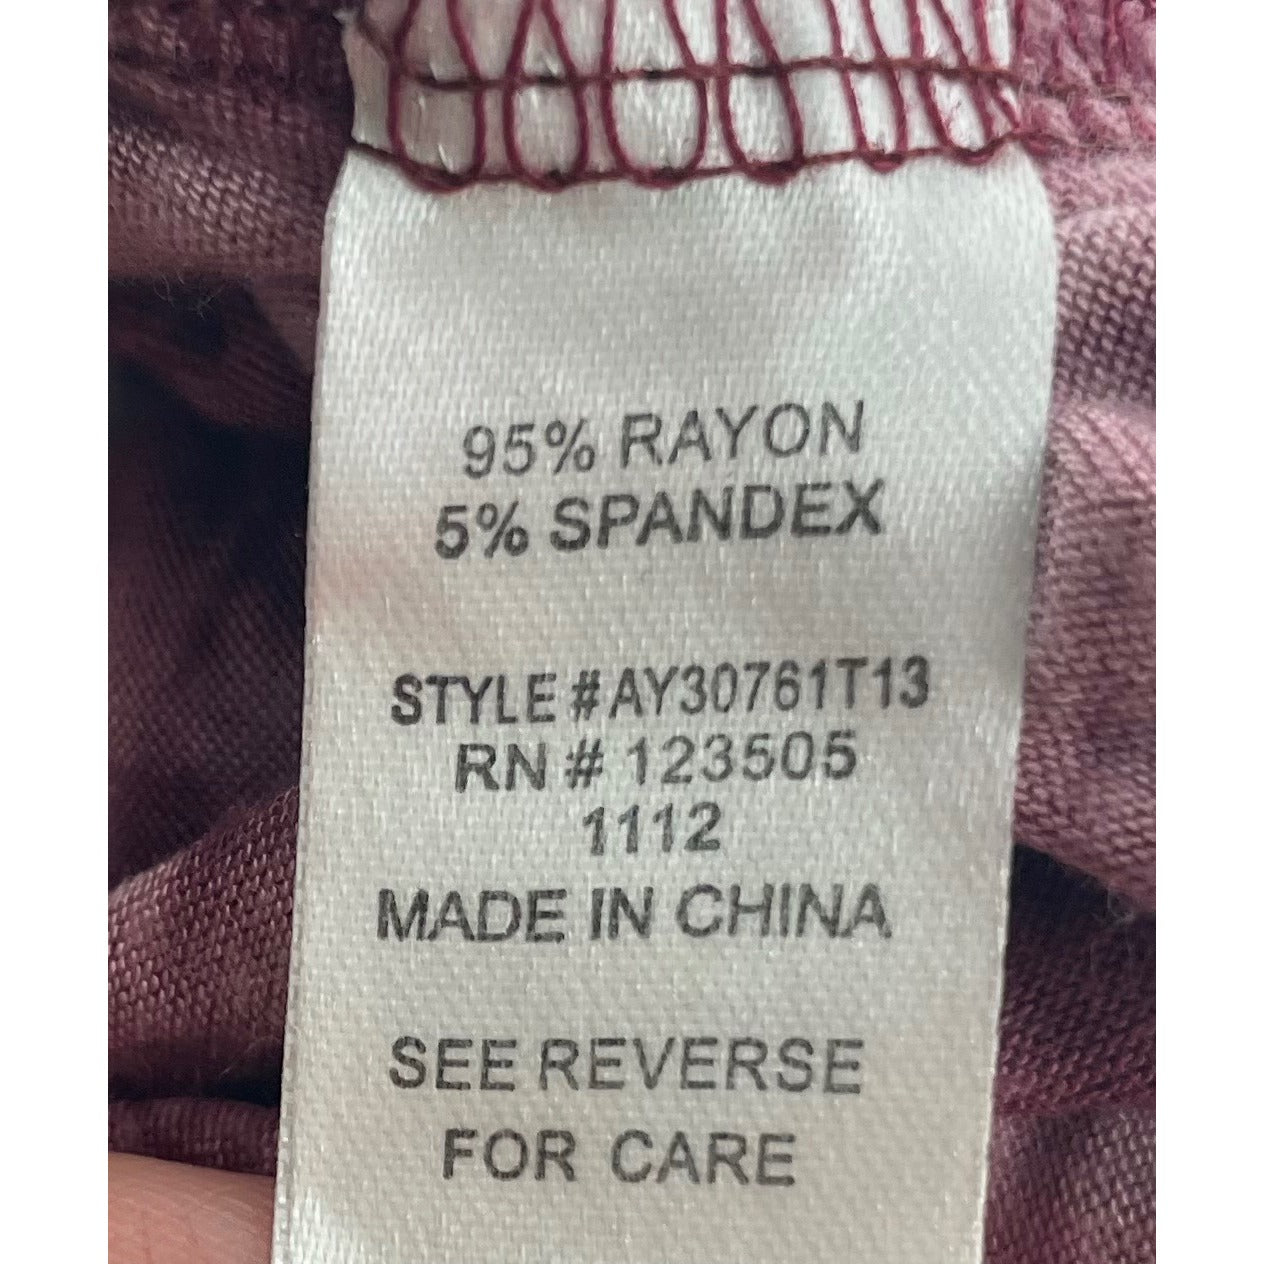 95% RAYON
5% SPANDEX
STYLE #AY30761T13
RN # 123505
1112
MADE IN CHINA
SEE REVERSE
FOR CARE